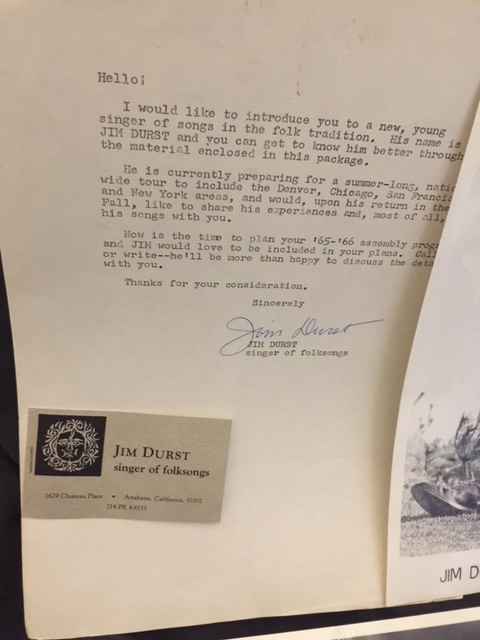 Hello!
I would like to introduce you to a new, young
singer of songs in the folk tradition. His name is
JIM DURST and you can get to know him better through
the material enclosed in this package.
He is currently preparing for a summer-long, natio
wide tour to include the Denver, Chicago, San Francis
and New York areas, and would, upon his return in the
Fall, like to share his experiences and, most of all,
his songs with you.
Now is the time to plan your '65-'66 assembly prog
and JIM would love to be included in your plans. Call
or write--he'll be more than happy to discuss the deta
with you.
Thanks for your consideration.
Sincerely
Jim Durst
JIM DURST
singer of folksongs
JIM DURST
singer of folksongs
1629 Chateau Place • Anaheim, California, 92802
714-PR 4-8153
JIM D